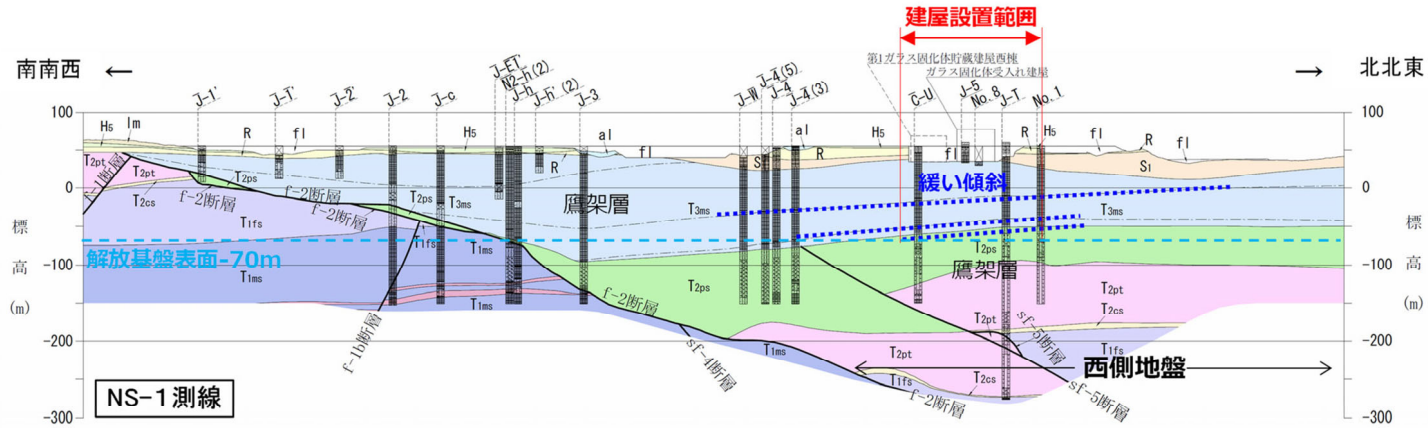 建屋設置範囲
南南西 ←
→ 北北東
第1ガラス固化体貯蔵建屋西棟
ガラス固化体受入れ建屋
J-1'
J-1'
J-2'
J-2
J-c
J-ET'
N2-h(2)
J-h
J-h'(2)
J-3
J-W
J-4(5)
J-4
J-4(3)
C-U
J-5
No.8
J-T
No.1
100
0
-100
-200
-300
標高(m)
100
0
-100
-200
-300
標高(m)
H5
lm
R
fl
H5
R
al
fl
S
al
R
H5
fl
R
H5
fl
R
fl
S1
T2pt
f-1断層
T2pt
T2cs
T2ps
f-2断層
f-2断層
f-2断層
T1fs
T2ps
T3ms
鷹架層
T3ms
緩い傾斜
T3ms
T1fs
T1ms
解放基盤表面-70m
T1ms
T1ms
T2ps
鷹架層
T2ps
T2pt
T2cs
T1fs
f-2断層
f-1b断層
sf-4断層
T1ms
T2pt
T2pt
sf-5断層
T1fs
T2cs
f-2断層
sf-5断層
西側地盤
NS-1測線